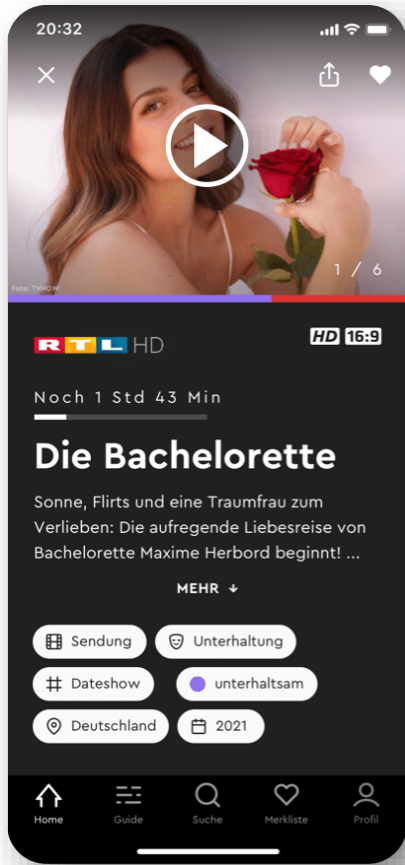 20:32
1 / 6
Foto: TVNOW
RTL HD
HD 16:9
Noch 1 Std 43 Min
Die Bachelorette
Sonne, Flirts und eine Traumfrau zum
Verlieben: Die aufregende Liebesreise von
Bachelorette Maxime Herbord beginnt! ...
MEHR ↓
Sendung
Unterhaltung
Dateshow
unterhaltsam
Deutschland
2021
Home
Guide
Suche
Merkliste
Profil